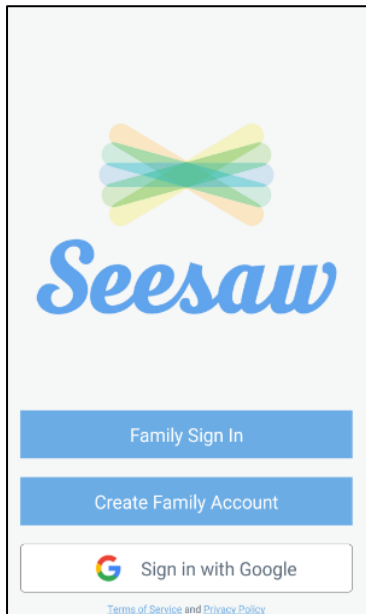 Seesaw
Family Sign In
Create Family Account
Sign in with Google
Terms of Service and Privacy Policy